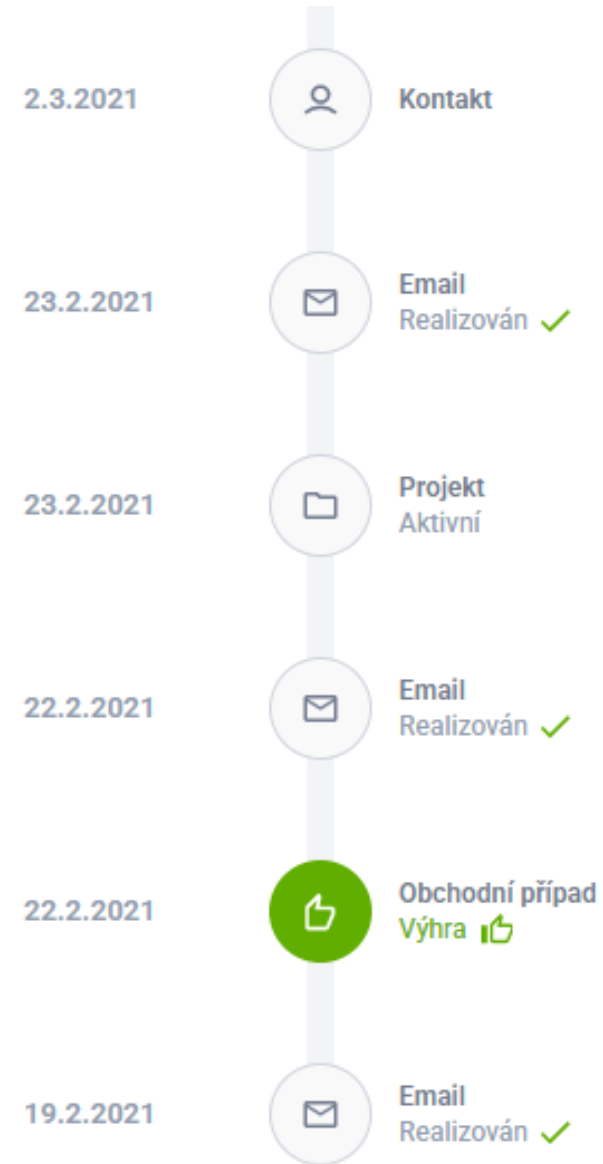 2.3.2021
Kontakt
23.2.2021
Email
Realizován
23.2.2021
Projekt
Aktivní
22.2.2021
Email
Realizován
22.2.2021
Obchodní případ
Výhra
19.2.2021
Email
Realizován